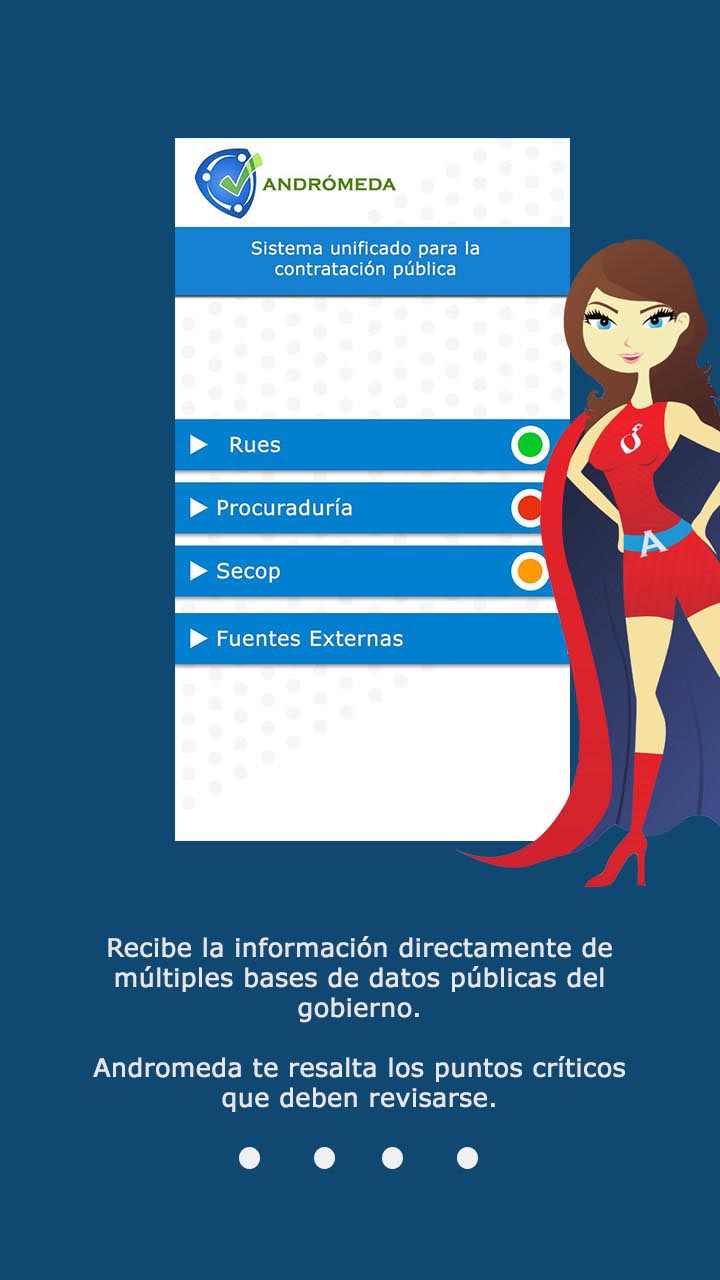 ANDRÓMEDA
Sistema unificado para la
contratación pública
Rues
Procuraduría
Secop
Fuentes Externas
A
Recibe la información directamente de
múltiples bases de datos públicas del
gobierno.
Andromeda te resalta los puntos críticos
que deben revisarse.